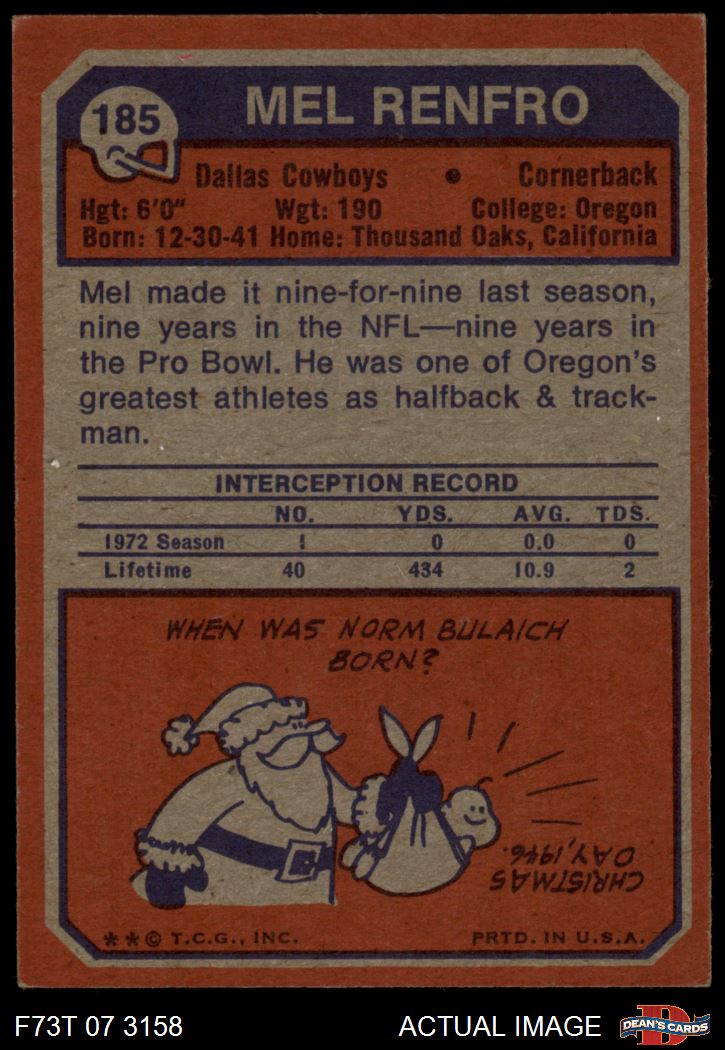 185
MEL RENFRO
Dallas Cowboys • Cornerback
Hgt: 6'0" Wgt: 190 College: Oregon
Born: 12-30-41 Home: Thousand Oaks, California
Mel made it nine-for-nine last season,
nine years in the NFL—nine years in
the Pro Bowl. He was one of Oregon's
greatest athletes as halfback & track-
man.
INTERCEPTION RECORD
NO. YDS. AVG. TDS.
1972 Season 1 0 0.0 0
Lifetime 40 434 10.9 2
WHEN WAS NORM BULAICH
BORN?
CHRISTMAS
DAY, 1946.
**© T.C.G., INC. PRTD. IN U.S.A.
F73T 07 3158 ACTUAL IMAGE
D
DEAN'S CARDS